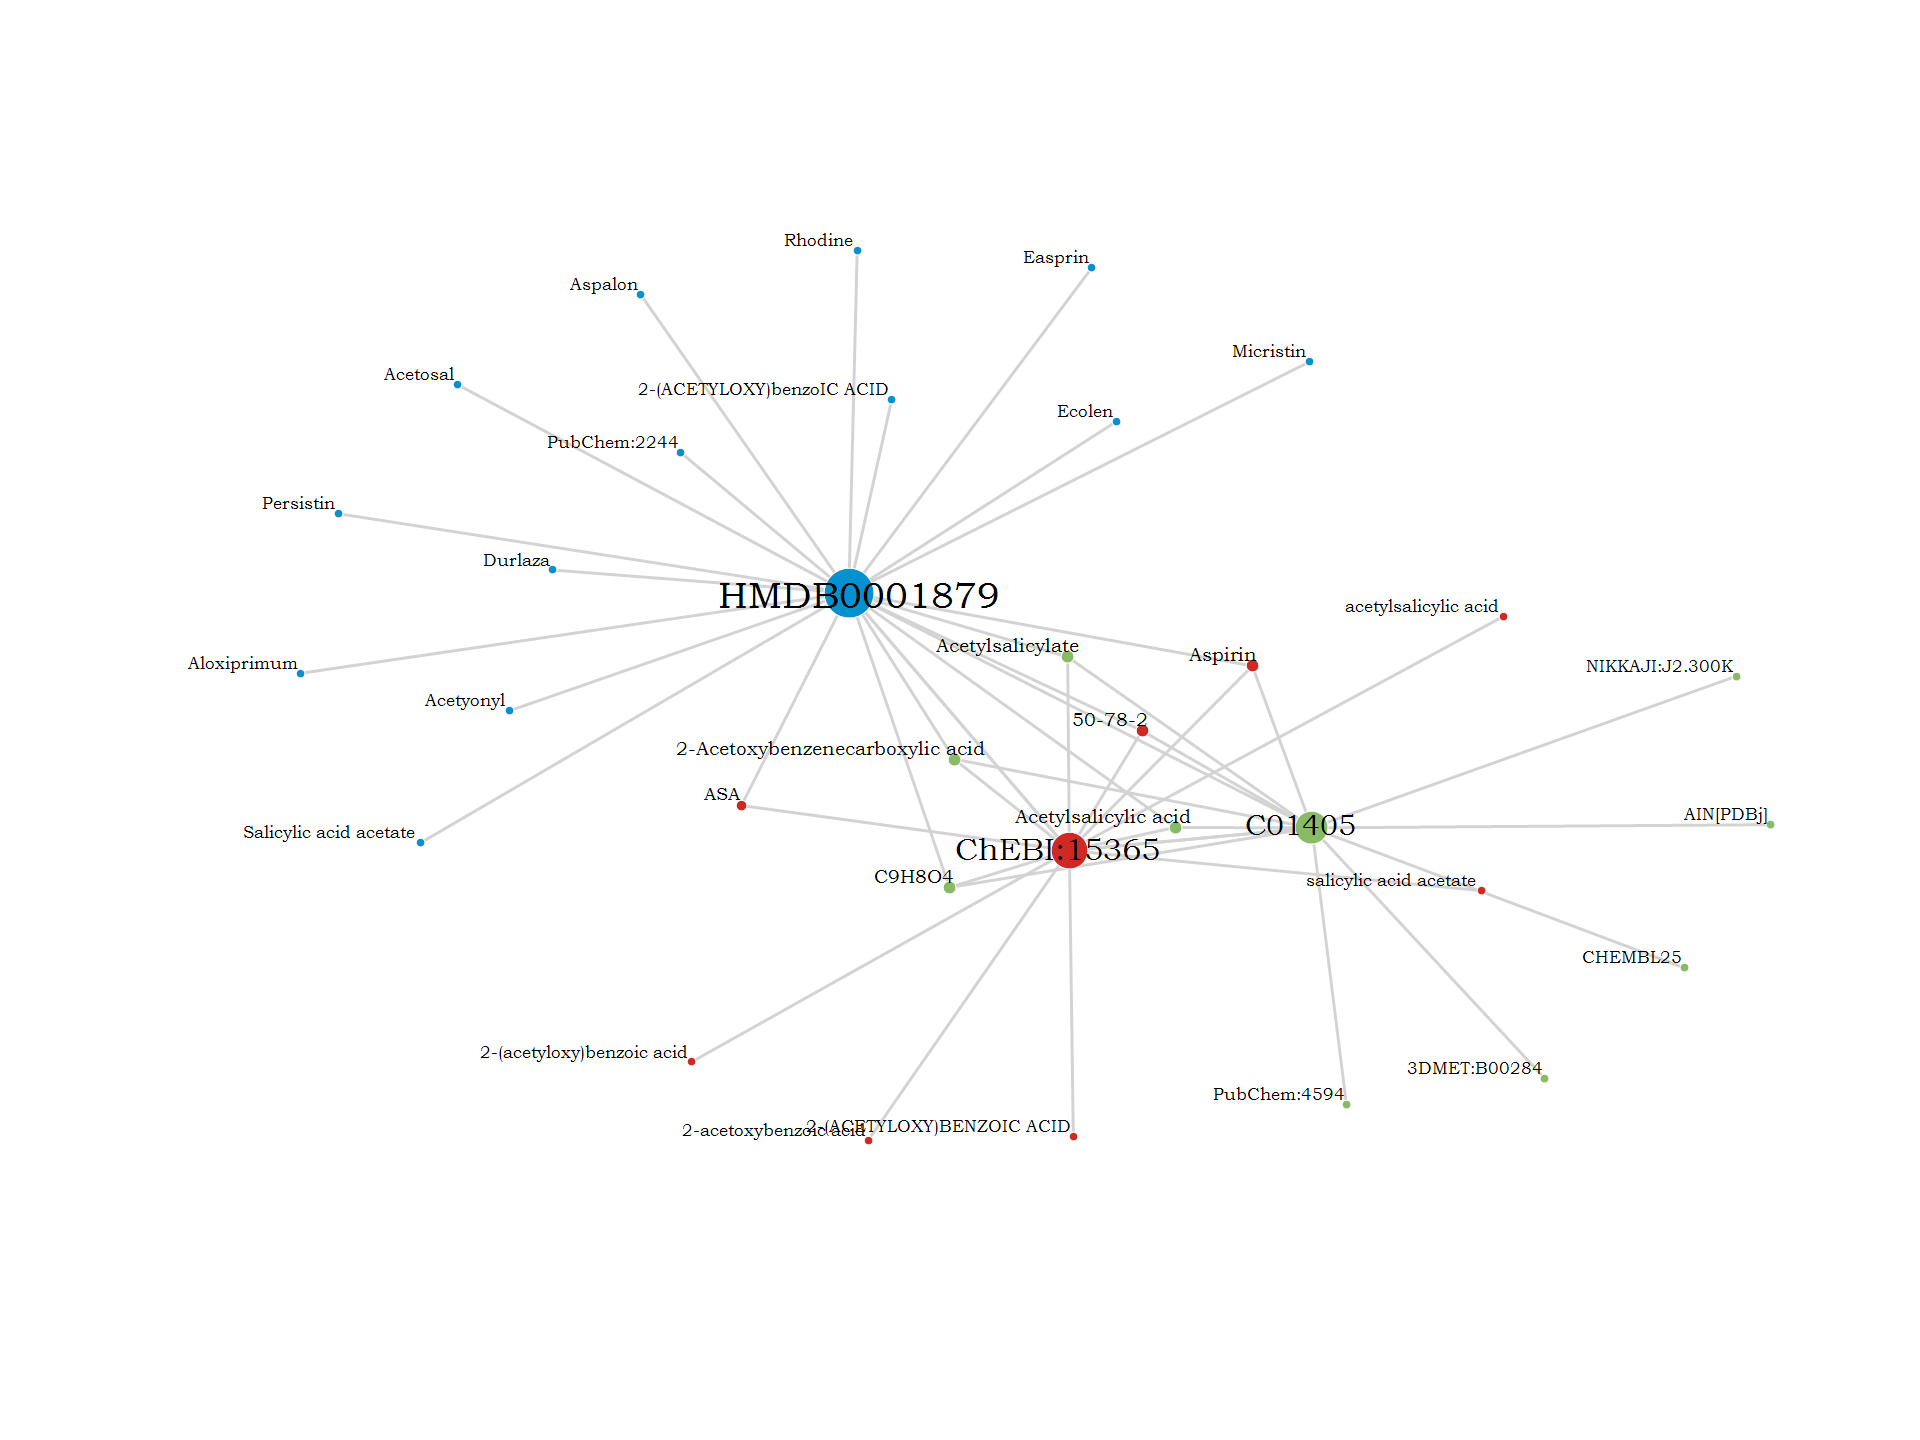 Rhodine
Easprin
Aspalon
Micristin
Acetosal
2-(ACETYLOXY)benzoIC ACID
Ecolen
PubChem:2244
Persistin
Durlaza
HMDB0001879
acetylsalicylic acid
Acetylsalicylate
Aspirin
Aloxiprimum
NIKKAJI:J2.300K
Acetyonyl
50-78-2
2-Acetoxybenzenecarboxylic acid
ASA
Acetylsalicylic acid
C01405
AIN[PDBj]
Salicylic acid acetate
ChEBI:15365
C9H8O4
salicylic acid acetate
CHEMBL25
2-(acetyloxy)benzoic acid
3DMET:B00284
PubChem:4594
2-acetoxybenzoic acid
2-(ACETYLOXY)BENZOIC ACID